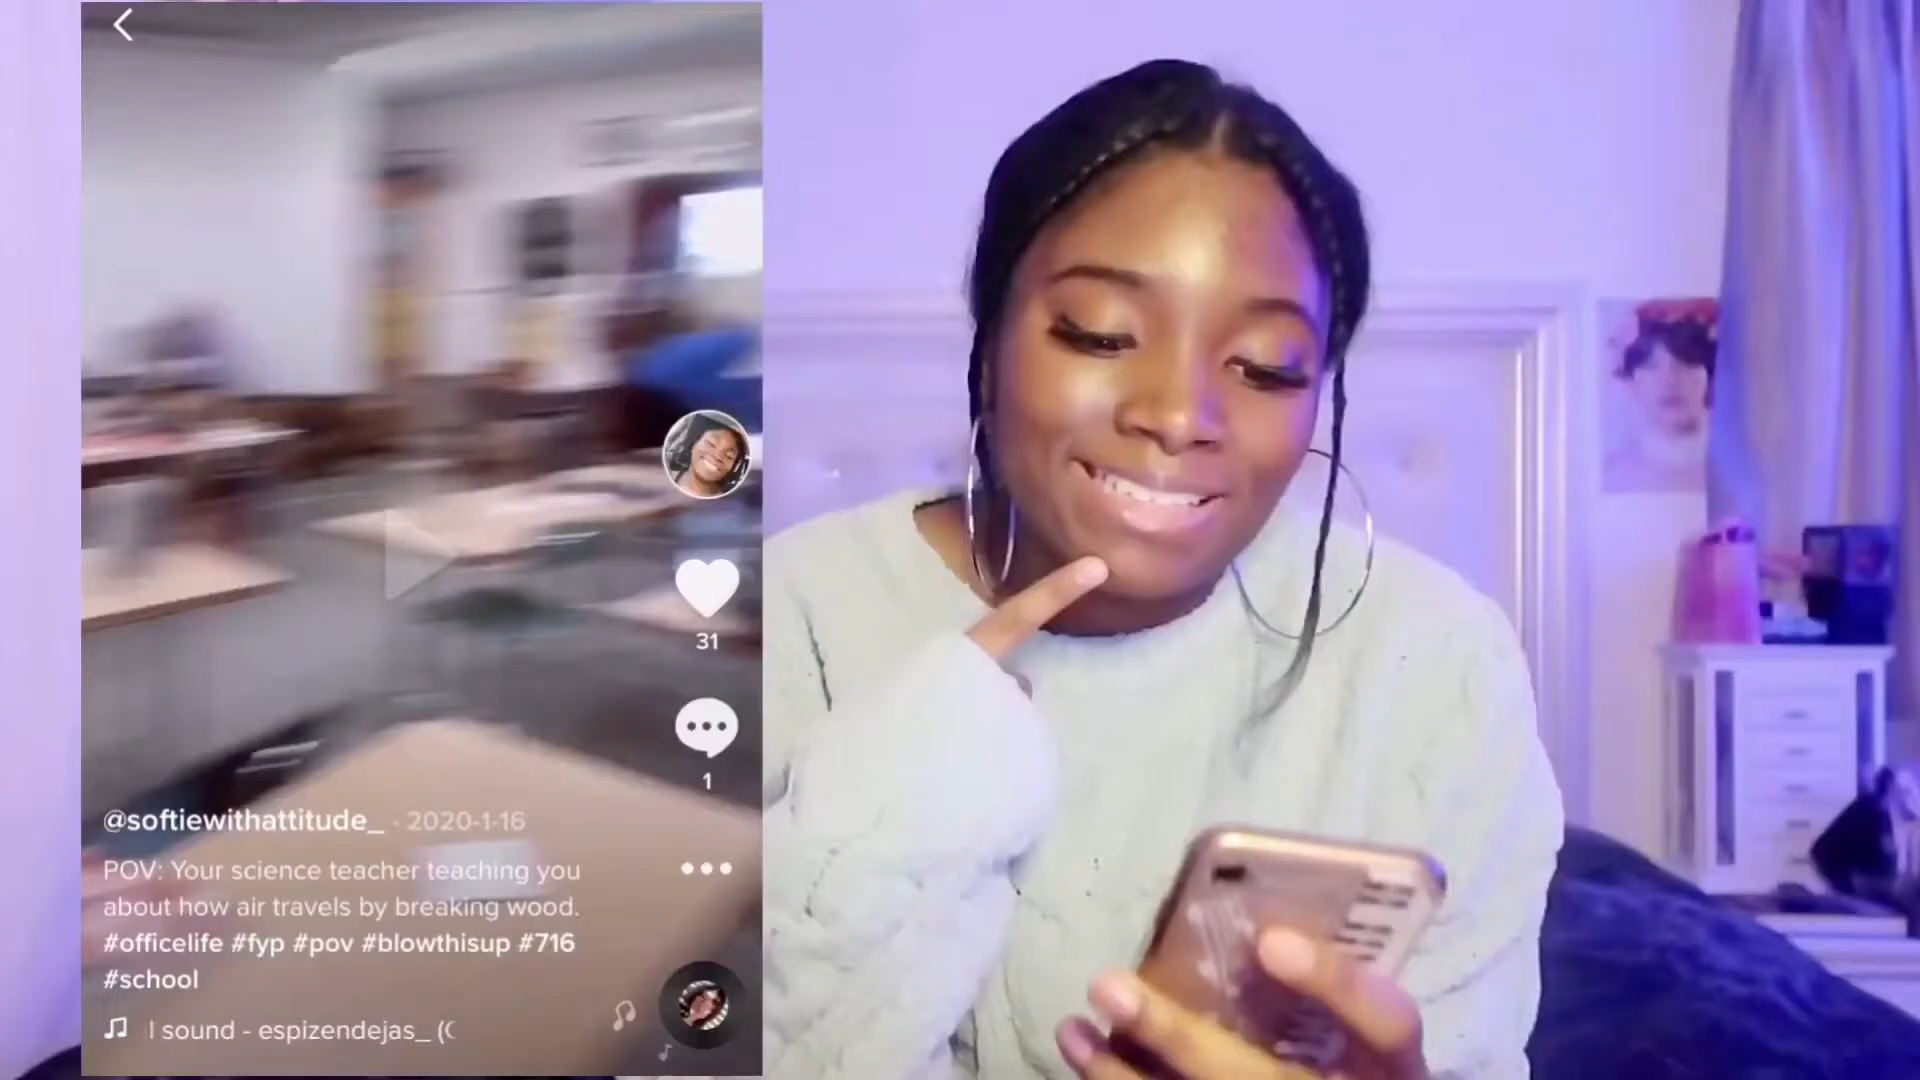 31
1
@softiewithattitude_ · 2020-1-16
POV: Your science teacher teaching you
about how air travels by breaking wood.
#officelife #fyp #pov #blowthisup #716
#school
I sound - espizendejas_ (